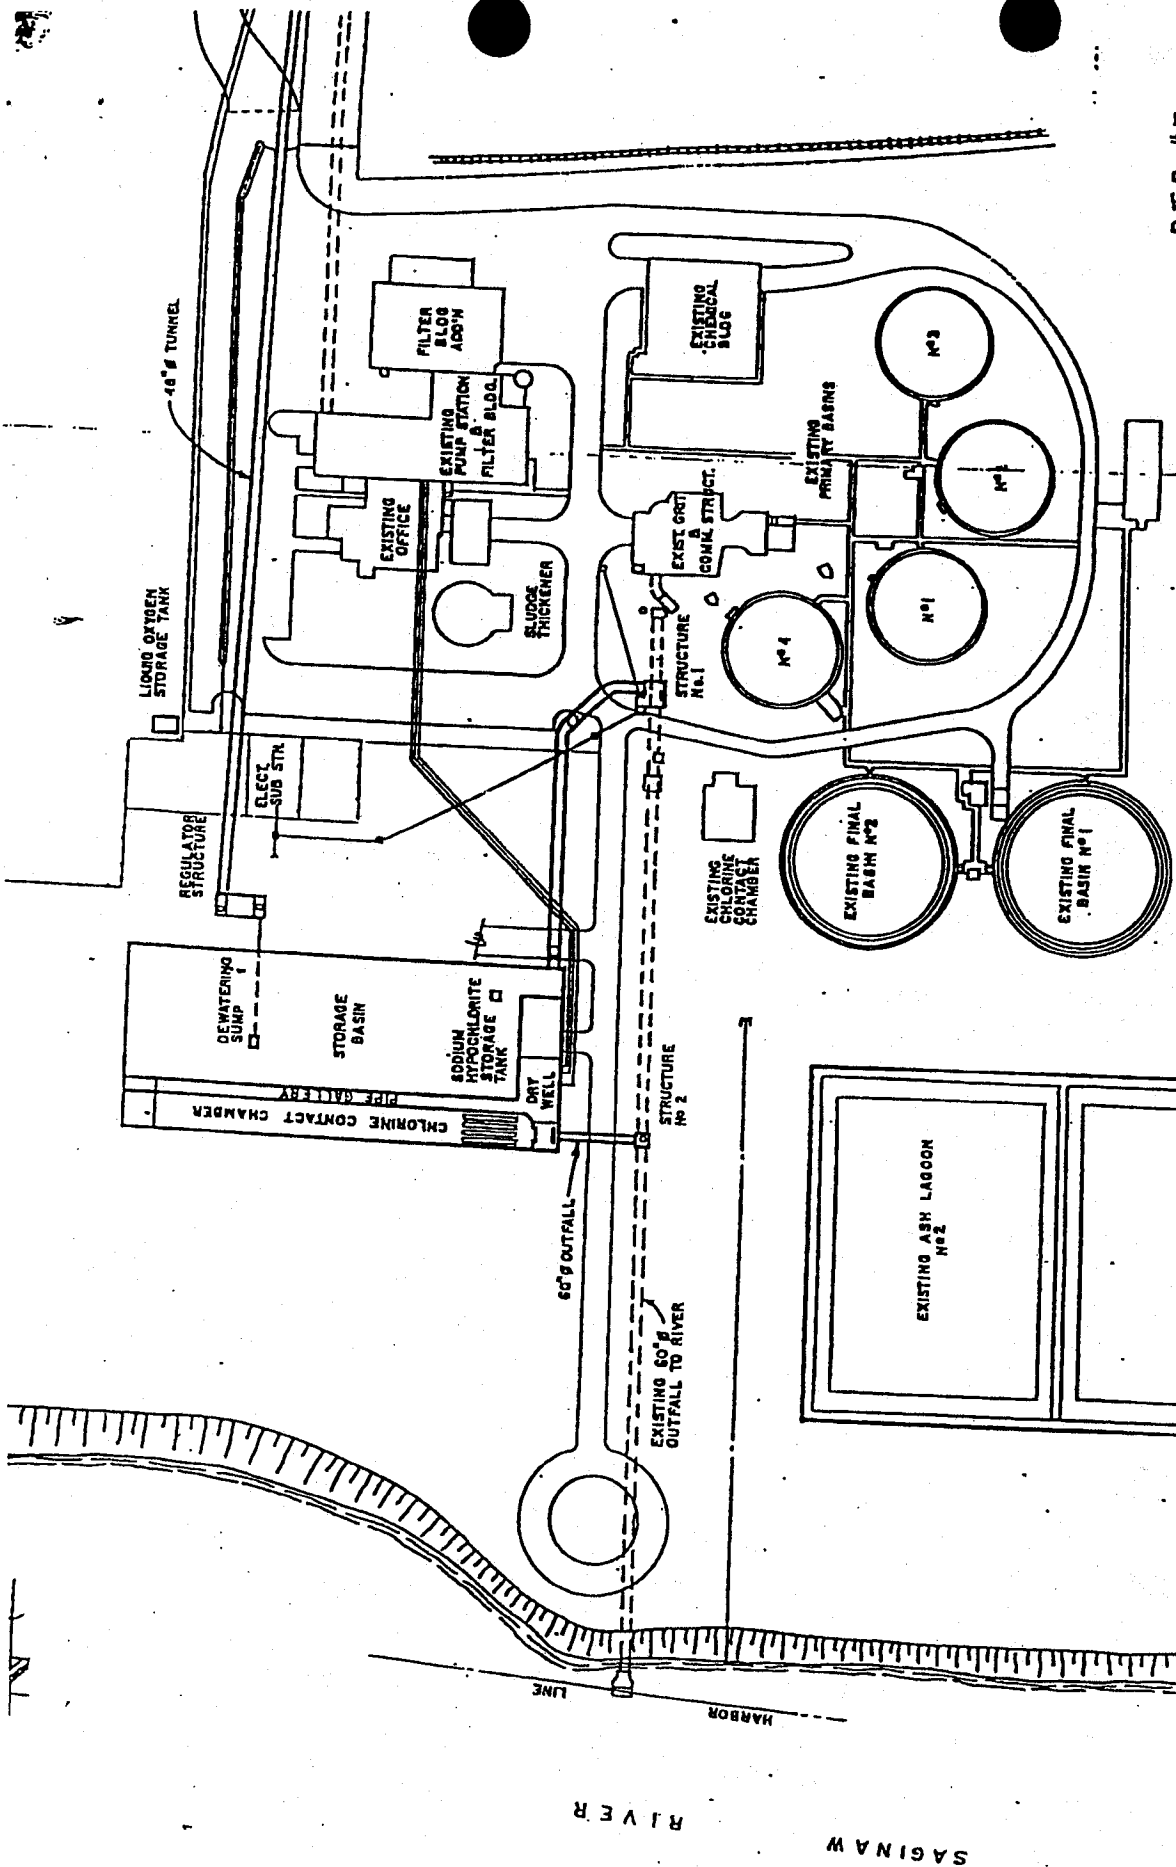 48"ø TUNNEL
LIQUID OXYGEN
STORAGE TANK
FILTER
BLDG
ADD'N
EXISTING
PUMP STATION
&
FILTER BLDG.
EXISTING
OFFICE
SLUDGE
THICKENER
EXISTING
CHEMICAL
BLDG
EXISTING
PRIMARY BASINS
Nº3
Nº2
Nº1
Nº4
EXIST. GRIT
&
COMM. STRUCT.
STRUCTURE
No.1
ELECT.
SUB STN.
REGULATOR
STRUCTURE
DEWATERING
SUMP
STORAGE
BASIN
SODIUM
HYPOCHLORITE
STORAGE
TANK
PIPE GALLERY
CHLORINE CONTACT CHAMBER
DRY
WELL
EXISTING
CHLORINE
CONTACT
CHAMBER
EXISTING FINAL
BASIN Nº2
EXISTING FINAL
BASIN Nº1
STRUCTURE
Nº 2
60"ø OUTFALL
EXISTING 60"ø
OUTFALL TO RIVER
EXISTING ASH LAGOON
Nº2
HARBOR
LINE
SAGINAW
RIVER